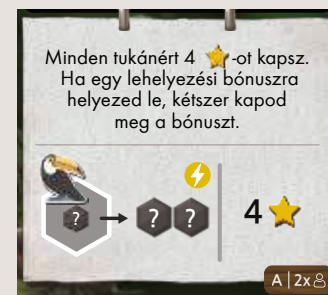 Minden tukánért 4 -ot kapsz.
Ha egy lehelyezési bónuszra
helyezed le, kétszer kapod
meg a bónuszt.
? ? ? 4
A | 2x